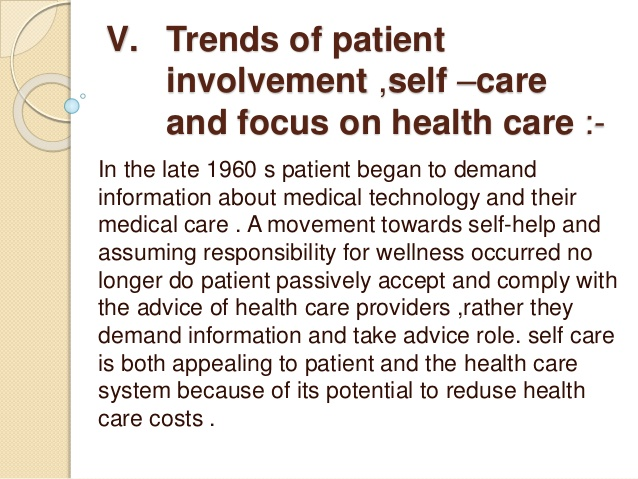 V. Trends of patient
involvement ,self –care
and focus on health care :-
In the late 1960 s patient began to demand
information about medical technology and their
medical care . A movement towards self-help and
assuming responsibility for wellness occurred no
longer do patient passively accept and comply with
the advice of health care providers ,rather they
demand information and take advice role. self care
is both appealing to patient and the health care
system because of its potential to reduse health
care costs .